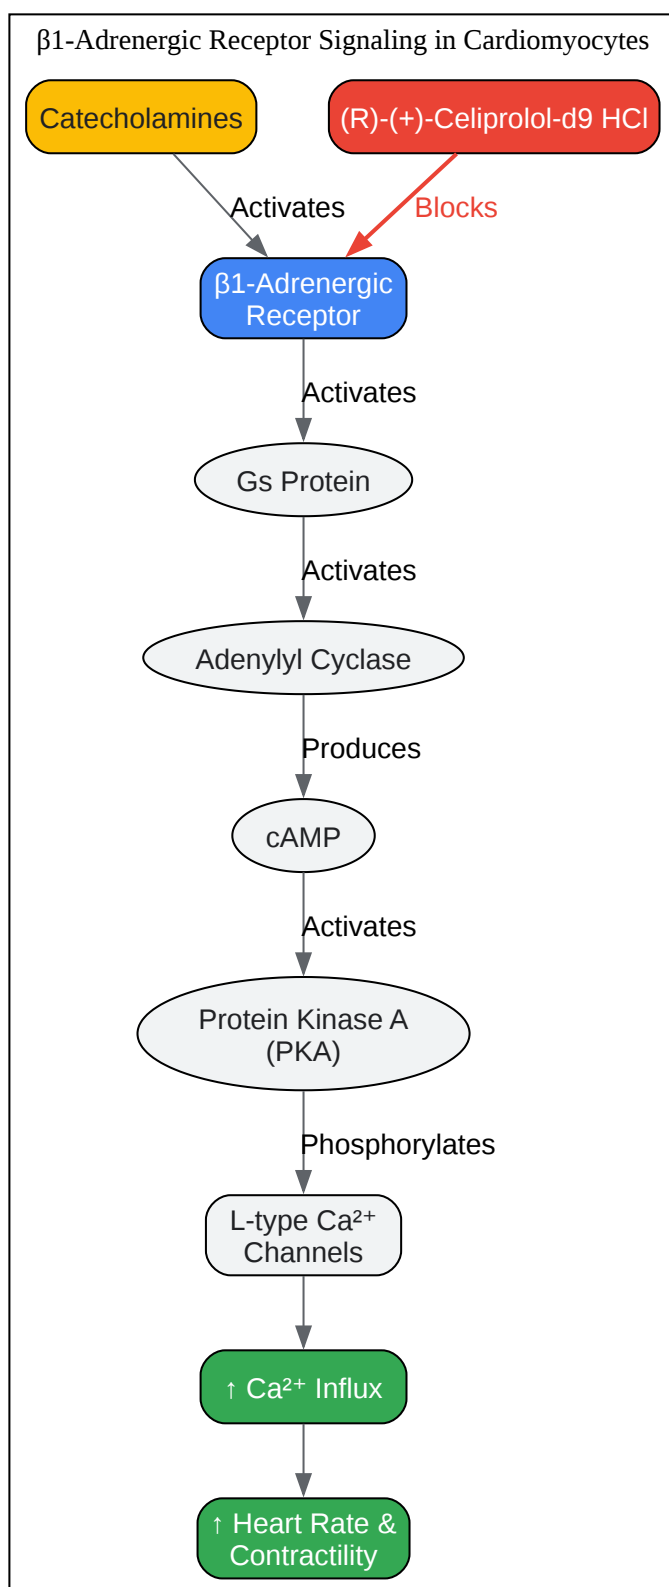 β1-Adrenergic Receptor Signaling in Cardiomyocytes
Catecholamines
(R)-(+)-Celiprolol-d9 HCl
Activates
Blocks
β1-Adrenergic
Receptor
Activates
Gs Protein
Activates
Adenylyl Cyclase
Produces
cAMP
Activates
Protein Kinase A
(PKA)
Phosphorylates
L-type Ca²⁺
Channels
↑ Ca²⁺ Influx
↑ Heart Rate &
Contractility